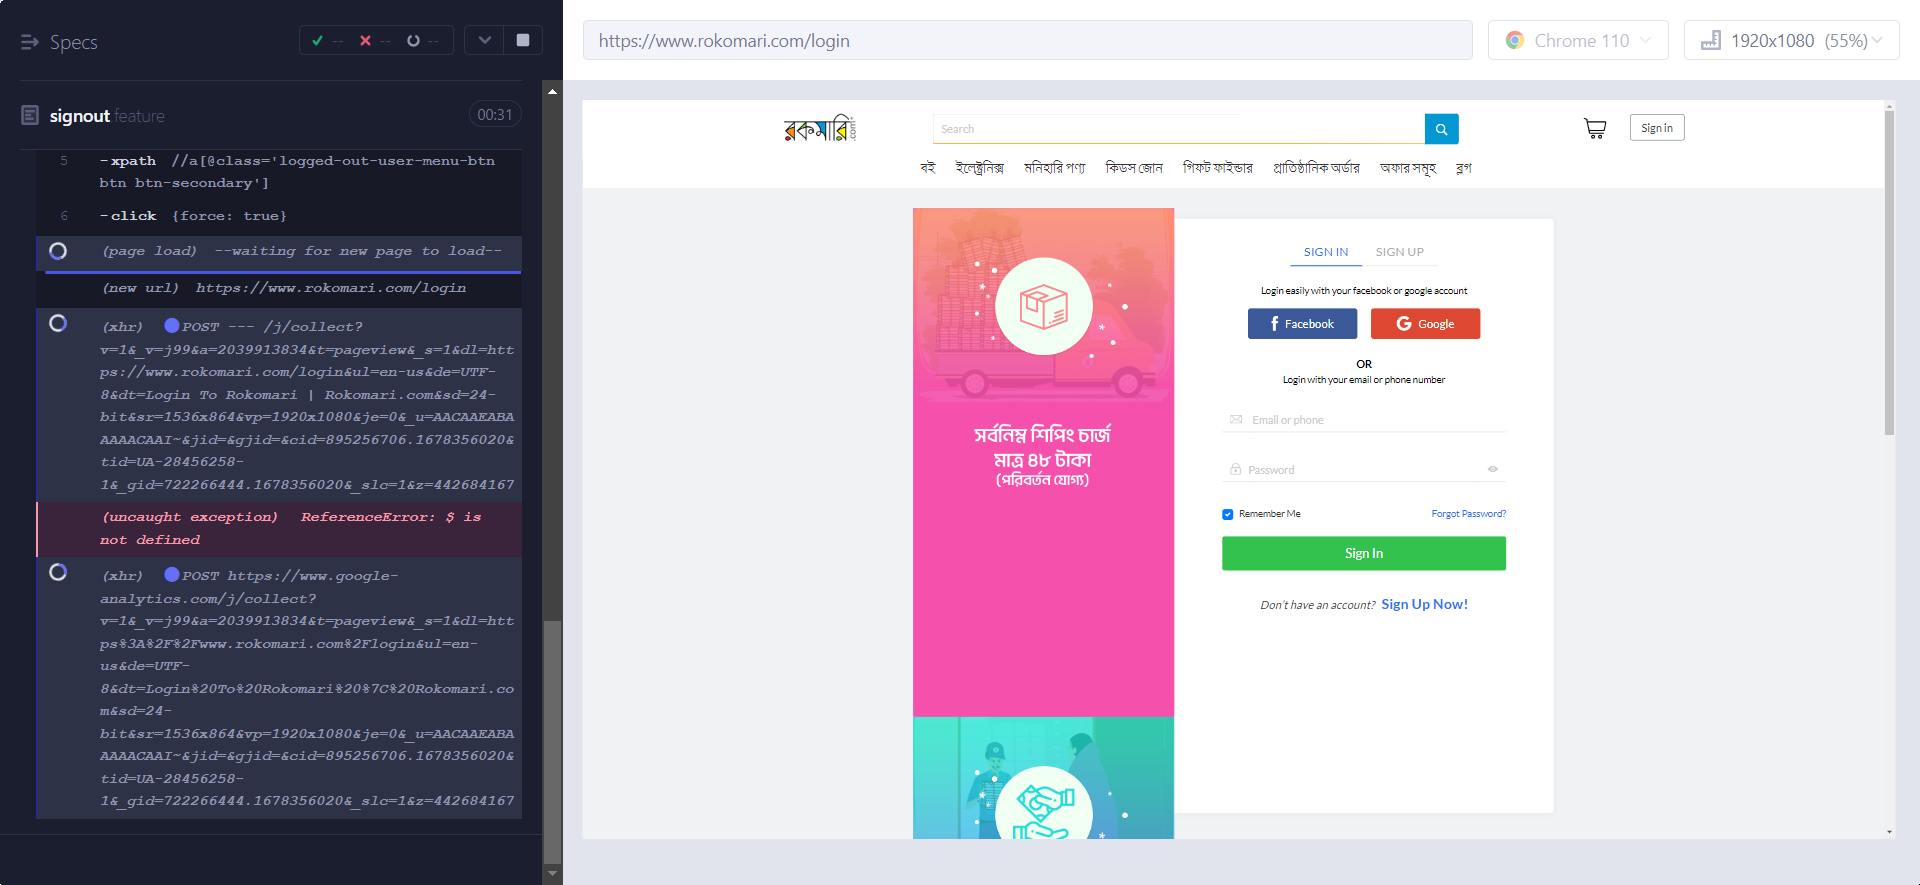 Specs
-- -- --
signout.feature
00:31
5 -xpath //a[@class='logged-out-user-menu-btn
btn btn-secondary']
6 -click {force: true}
(page load) --waiting for new page to load--
(new url) https://www.rokomari.com/login
(xhr) POST --- /j/collect?
v=1&_v=j99&a=2039913834&t=pageview&_s=1&dl=htt
ps://www.rokomari.com/login&ul=en-us&de=UTF-
8&dt=Login To Rokomari | Rokomari.com&sd=24-
bit&sr=1536x864&vp=1920x1080&je=0&_u=AACAAEABA
AAAACAAI~&jid=&gjid=&cid=895256706.1678356020&
tid=UA-28456258-
1&_gid=722266444.1678356020&_slc=1&z=442684167
(uncaught exception) ReferenceError: $ is
not defined
(xhr) POST https://www.google-
analytics.com/j/collect?
v=1&_v=j99&a=2039913834&t=pageview&_s=1&dl=htt
ps%3A%2F%2Fwww.rokomari.com%2Flogin&ul=en-
us&de=UTF-
8&dt=Login%20To%20Rokomari%20%7C%20Rokomari.co
m&sd=24-
bit&sr=1536x864&vp=1920x1080&je=0&_u=AACAAEABA
AAAACAAI~&jid=&gjid=&cid=895256706.1678356020&
tid=UA-28456258-
1&_gid=722266444.1678356020&_slc=1&z=442684167
https://www.rokomari.com/login
Chrome 110
1920x1080 (55%)
রকমারি.com
Search
Sign in
বই ইলেক্ট্রনিক্স মনিহারি পণ্য কিডস জোন গিফট ফাইন্ডার প্রাতিষ্ঠানিক অর্ডার অফার সমূহ ব্লগ
সর্বনিম্ন শিপিং চার্জ
মাত্র ৪৮ টাকা
(পরিবর্তন যোগ্য)
SIGN IN SIGN UP
Login easily with your facebook or google account
Facebook Google
OR
Login with your email or phone number
Email or phone
Password
Remember Me Forgot Password?
Sign In
Don't have an account? Sign Up Now!